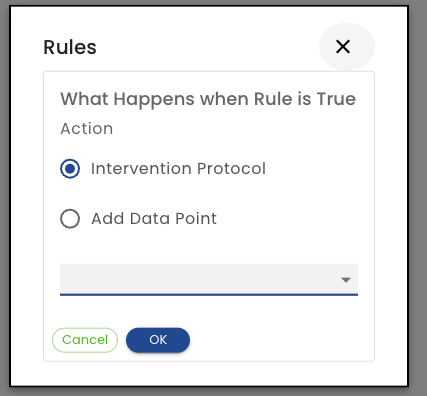 Rules
What Happens when Rule is True
Action
Intervention Protocol
Add Data Point
Cancel OK